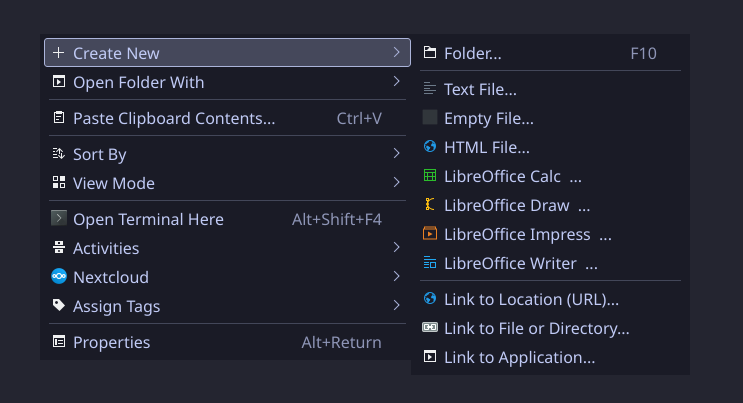 Create New
Open Folder With
Paste Clipboard Contents... Ctrl+V
Sort By
View Mode
Open Terminal Here Alt+Shift+F4
Activities
Nextcloud
Assign Tags
Properties Alt+Return
Folder... F10
Text File...
Empty File...
HTML File...
LibreOffice Calc ...
LibreOffice Draw ...
LibreOffice Impress ...
LibreOffice Writer ...
Link to Location (URL)...
Link to File or Directory...
Link to Application...